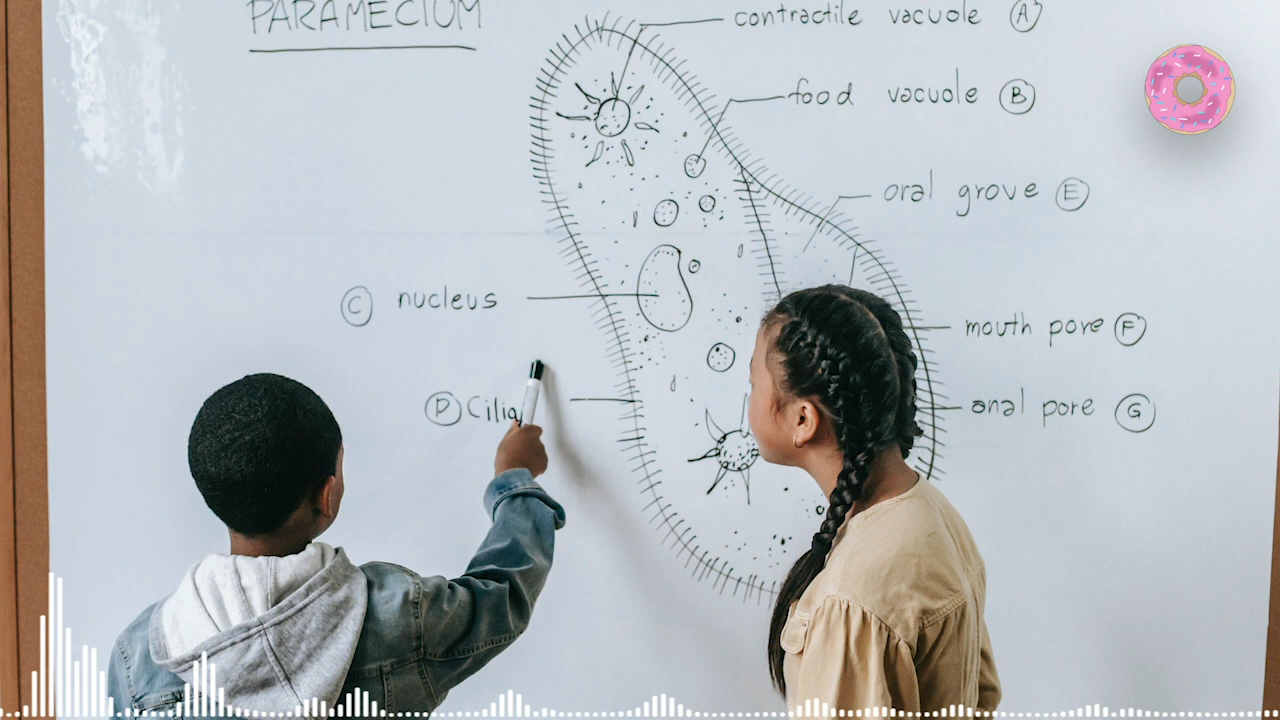 PARAMECIUM
contractile vacuole A
food vacuole B
oral grove E
C nucleus
mouth pore F
D Cilia
anal pore G